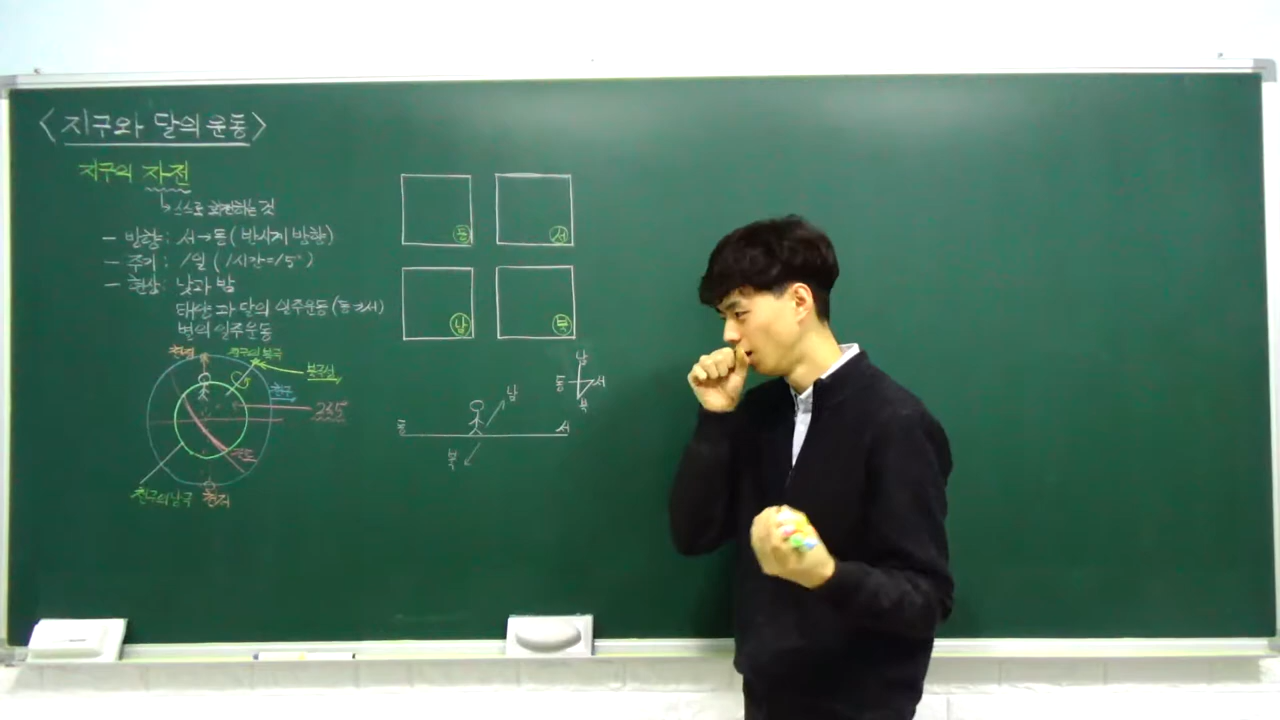 <지구와 달의 운동>
지구의 자전
↳ 스스로 회전하는 것
- 방향: 서→동 (반시계 방향)
- 주기: 1일 (1시간=15°)
- 현상: 낮과 밤
태양과 달의 일주운동(동→서)
별의 일주운동
동 서
남 북
천정 북극성
천구
23.5°
적도
천구의 남극 천저
남
동 서
북
남
동 서
북